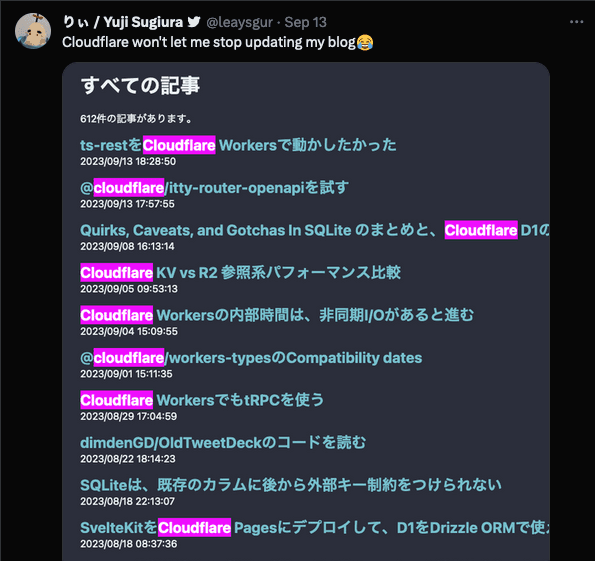 りぃ / Yuji Sugiura @leaysgur · Sep 13
Cloudflare won't let me stop updating my blog😂
すべての記事
612件の記事があります。
ts-restをCloudflare Workersで動かしたかった
2023/09/13 18:28:50
@cloudflare/itty-router-openapiを試す
2023/09/13 17:57:55
Quirks, Caveats, and Gotchas In SQLite のまとめと、Cloudflare D1の
2023/09/08 16:13:14
Cloudflare KV vs R2 参照系パフォーマンス比較
2023/09/05 09:53:13
Cloudflare Workersの内部時間は、非同期I/Oがあると進む
2023/09/04 15:09:55
@cloudflare/workers-typesのCompatibility dates
2023/09/01 15:11:35
Cloudflare WorkersでもtRPCを使う
2023/08/29 17:04:59
dimdenGD/OldTweetDeckのコードを読む
2023/08/22 18:14:23
SQLiteは、既存のカラムに後から外部キー制約をつけられない
2023/08/18 22:13:07
SvelteKitをCloudflare Pagesにデプロイして、D1をDrizzle ORMで使
2023/08/18 08:37:36